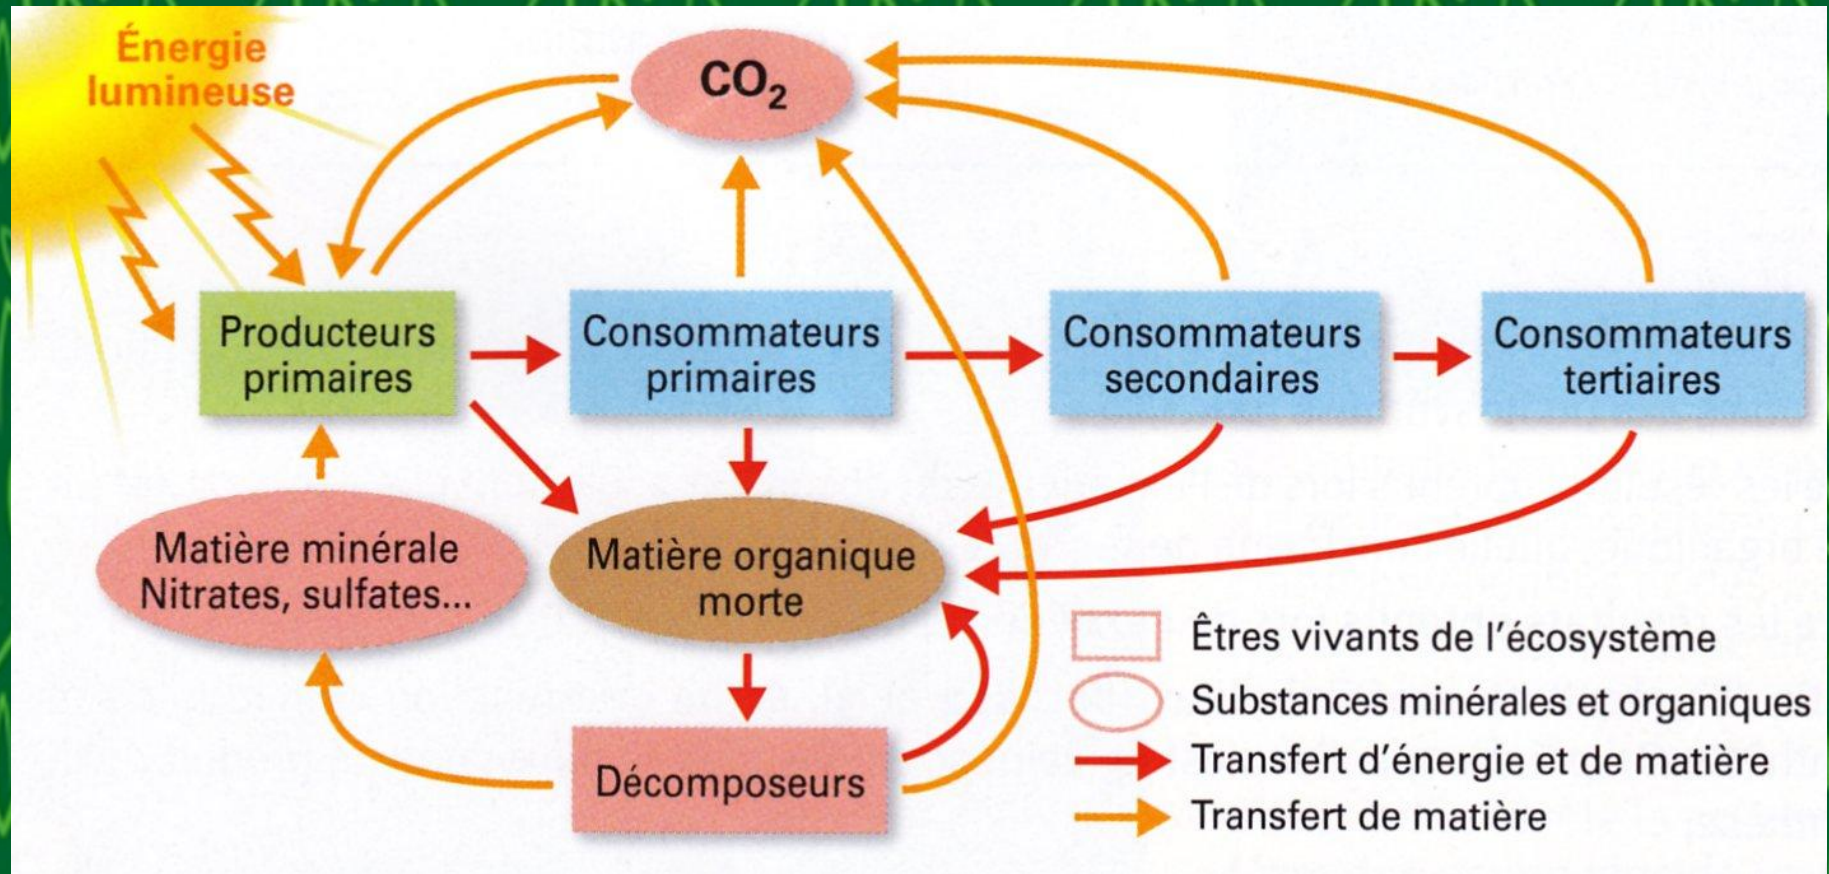 Énergie
lumineuse
CO₂
Producteurs
primaires
Consommateurs
primaires
Consommateurs
secondaires
Consommateurs
tertiaires
Matière minérale
Nitrates, sulfates...
Matière organique
morte
Décomposeurs
Êtres vivants de l'écosystème
Substances minérales et organiques
Transfert d'énergie et de matière
Transfert de matière